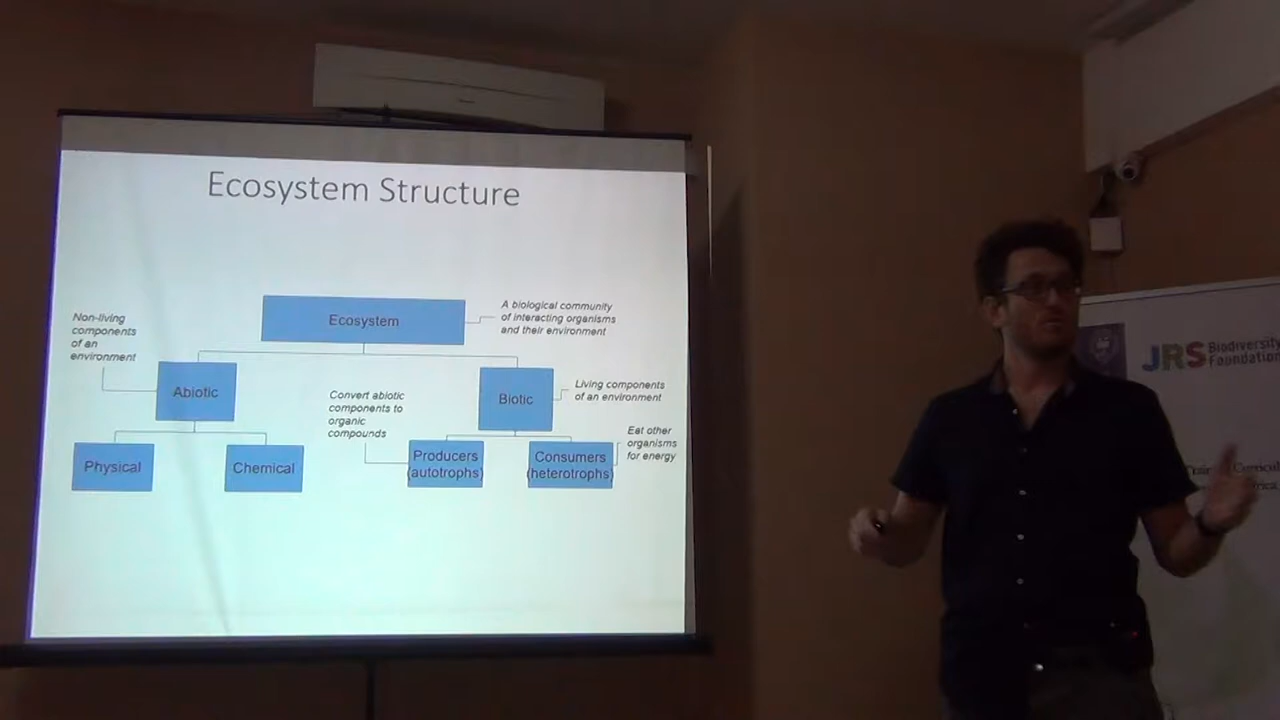 Ecosystem Structure
Ecosystem
A biological community
of interacting organisms
and their environment
Non-living
components
of an
environment
Abiotic
Biotic
Living components
of an environment
Convert abiotic
components to
organic
compounds
Eat other
organisms
for energy
Physical
Chemical
Producers
(autotrophs)
Consumers
(heterotrophs)
JRS Biodiversity
Foundation